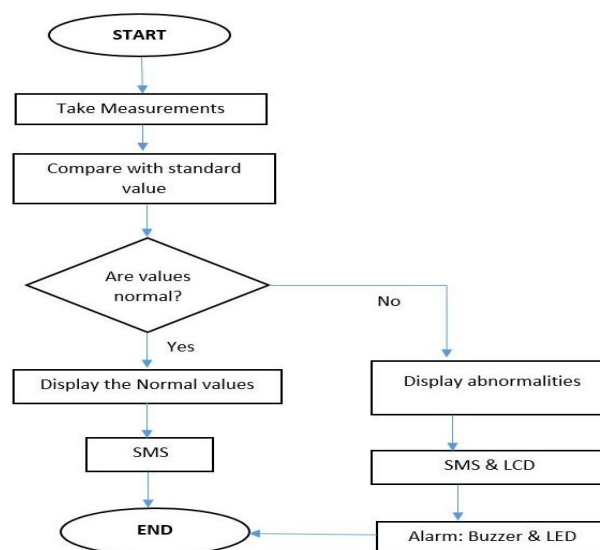 START
Take Measurements
Compare with standard
value
Are values
normal?
No
Yes
Display the Normal values
Display abnormalities
SMS
SMS & LCD
END
Alarm: Buzzer & LED